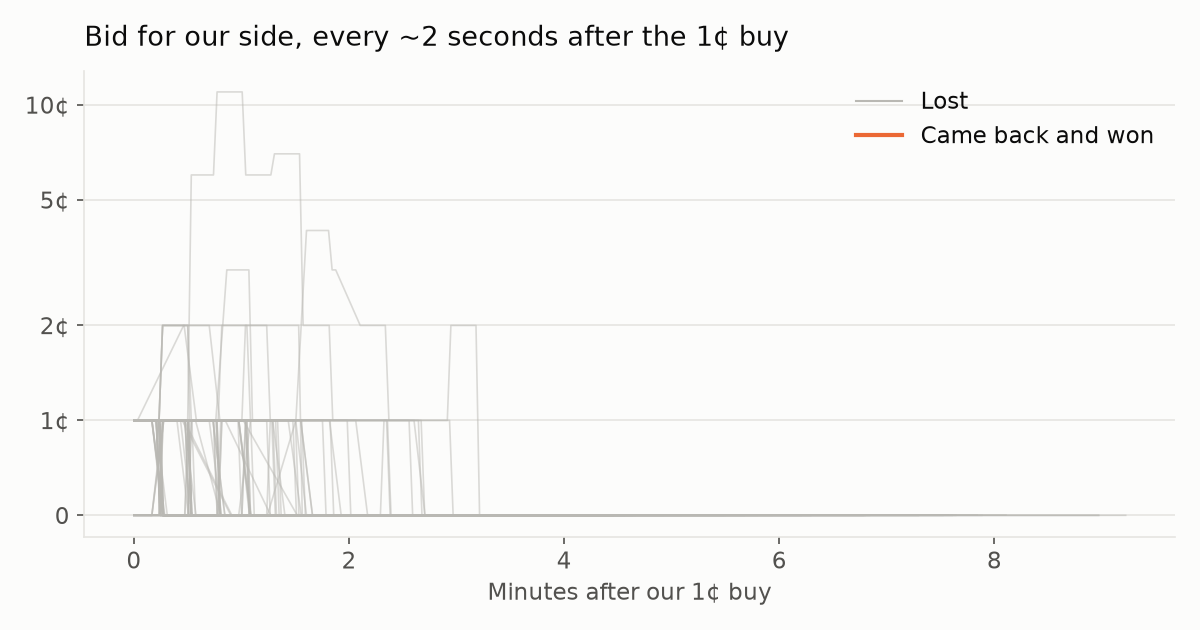 Bid for our side, every ~2 seconds after the 1¢ buy
10¢
5¢
2¢
1¢
0
Lost
Came back and won
0 2 4 6 8
Minutes after our 1¢ buy